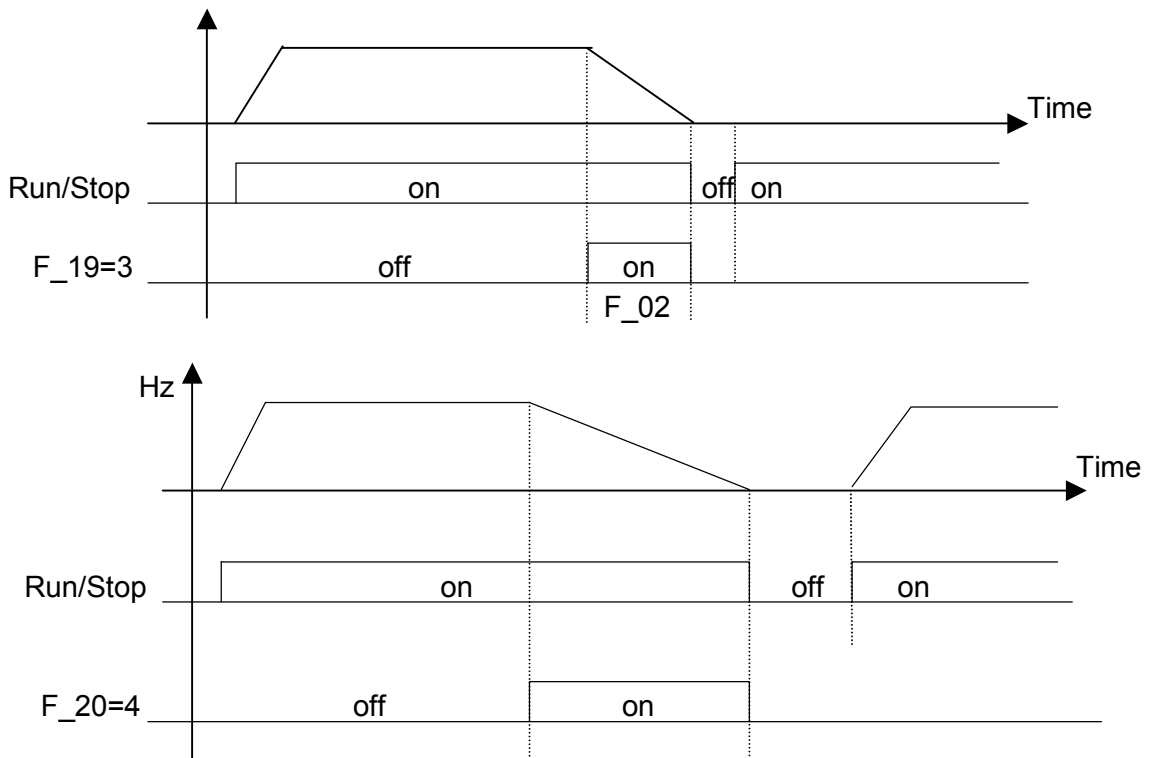 Time
Run/Stop on off on
F_19=3 off on
F_02
Hz
Time
Run/Stop on off on
F_20=4 off on